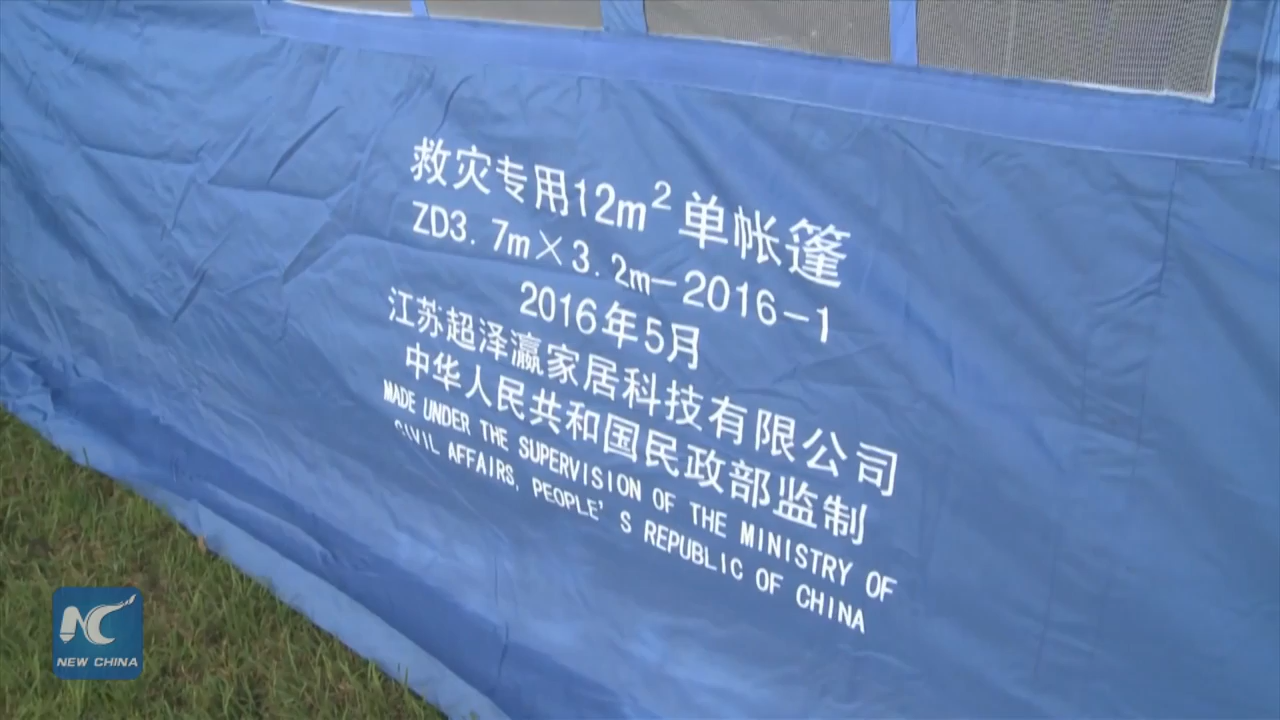 救灾专用12m²单帐篷
ZD3.7m×3.2m-2016-1
2016年5月
江苏超泽瀛家居科技有限公司
中华人民共和国民政部监制
MADE UNDER THE SUPERVISION OF THE MINISTRY OF
CIVIL AFFAIRS, PEOPLE'S REPUBLIC OF CHINA
NC
NEW CHINA